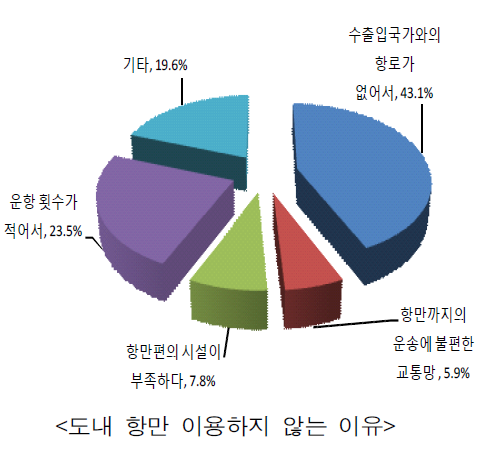 수출입국가와의
항로가
없어서, 43.1%
기타, 19.6%
운항 횟수가
적어서, 23.5%
항만편의 시설이
부족하다, 7.8%
항만까지의
운송에 불편한
교통망 , 5.9%
<도내 항만 이용하지 않는 이유>